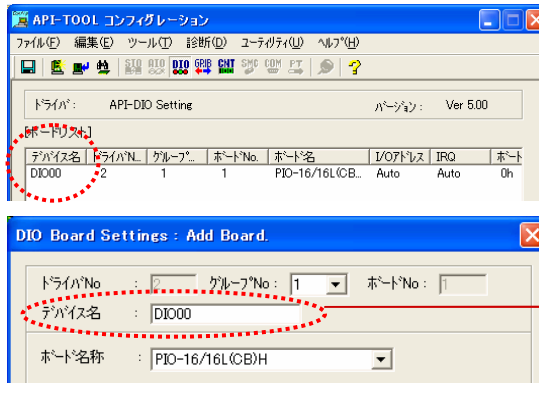 API-TOOL コンフィグレーション
ファイル(F) 編集(E) ツール(T) 診断(D) ユーティリティ(U) ヘルプ(H)
SIO AIO DIO GPIB CNT SMC COM PT
ドライバ: API-DIO Setting バージョン: Ver 5.00
[ボードリスト]
デバイス名 ドライバN... グループ... ボードNo. ボード名 I/Oアドレス IRQ ボード
DIO00 2 1 1 PIO-16/16L(CB... Auto Auto 0h
DIO Board Settings : Add Board.
ドライバNo : 2 グループNo : 1 ボードNo : 1
デバイス名 : DIO00
ボード名称 : PIO-16/16L(CB)H